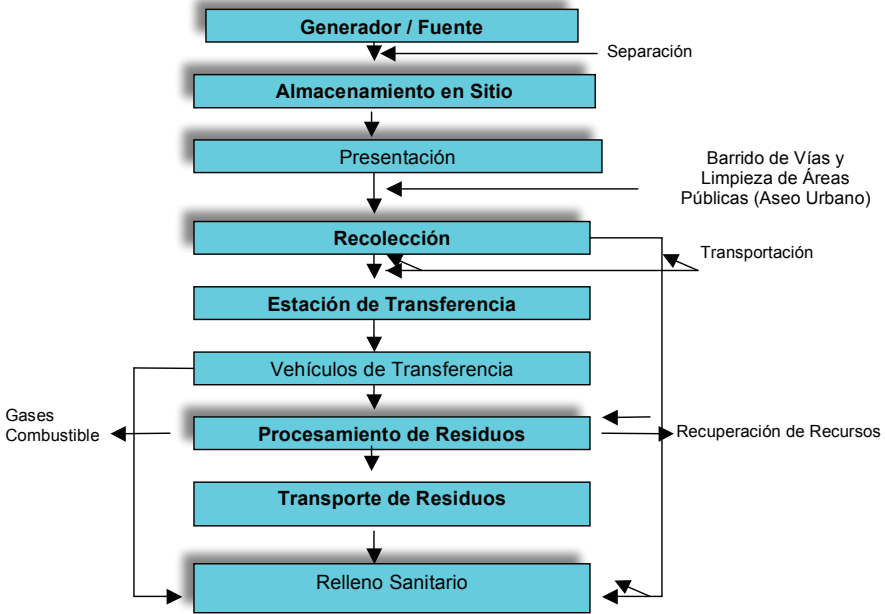 Generador / Fuente
Separación
Almacenamiento en Sitio
Presentación
Barrido de Vías y
Limpieza de Áreas
Públicas (Aseo Urbano)
Recolección
Transportación
Estación de Transferencia
Vehículos de Transferencia
Gases
Combustible
Procesamiento de Residuos
Recuperación de Recursos
Transporte de Residuos
Relleno Sanitario